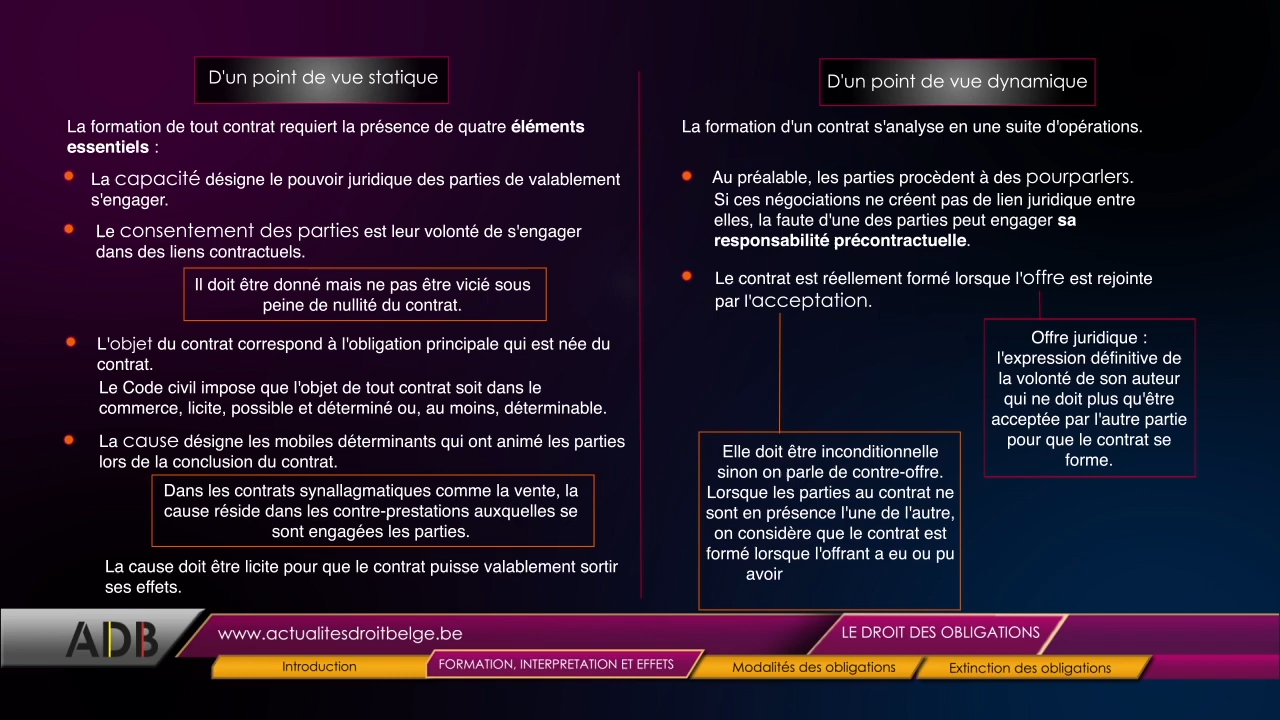 D'un point de vue statique
La formation de tout contrat requiert la présence de quatre éléments
essentiels :
La capacité désigne le pouvoir juridique des parties de valablement
s'engager.
Le consentement des parties est leur volonté de s'engager
dans des liens contractuels.
Il doit être donné mais ne pas être vicié sous
peine de nullité du contrat.
L'objet du contrat correspond à l'obligation principale qui est née du
contrat.
Le Code civil impose que l'objet de tout contrat soit dans le
commerce, licite, possible et déterminé ou, au moins, déterminable.
La cause désigne les mobiles déterminants qui ont animé les parties
lors de la conclusion du contrat.
Dans les contrats synallagmatiques comme la vente, la
cause réside dans les contre-prestations auxquelles se
sont engagées les parties.
La cause doit être licite pour que le contrat puisse valablement sortir
ses effets.
D'un point de vue dynamique
La formation d'un contrat s'analyse en une suite d'opérations.
Au préalable, les parties procèdent à des pourparlers.
Si ces négociations ne créent pas de lien juridique entre
elles, la faute d'une des parties peut engager sa
responsabilité précontractuelle.
Le contrat est réellement formé lorsque l'offre est rejointe
par l'acceptation.
Offre juridique :
l'expression définitive de
la volonté de son auteur
qui ne doit plus qu'être
acceptée par l'autre partie
pour que le contrat se
forme.
Elle doit être inconditionnelle
sinon on parle de contre-offre.
Lorsque les parties au contrat ne
sont en présence l'une de l'autre,
on considère que le contrat est
formé lorsque l'offrant a eu ou pu
avoir
ADB
www.actualitesdroitbelge.be
LE DROIT DES OBLIGATIONS
Introduction
FORMATION, INTERPRETATION ET EFFETS
Modalités des obligations
Extinction des obligations